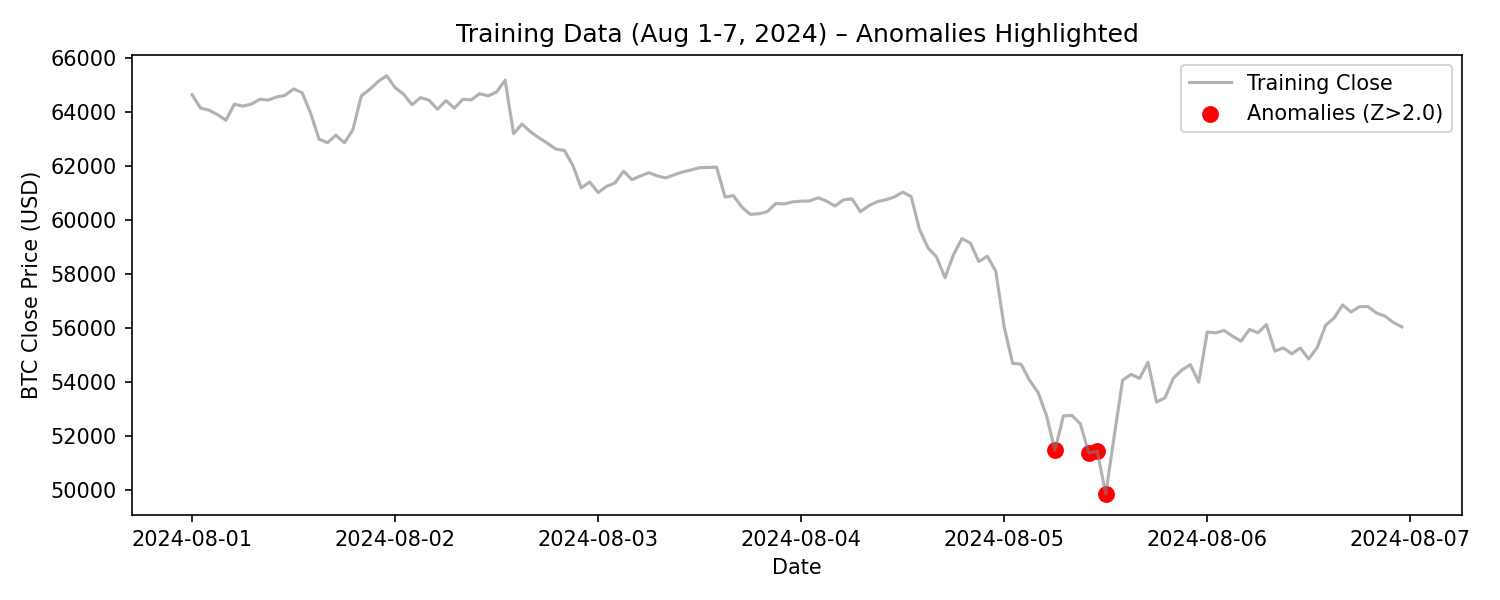 Training Data (Aug 1-7, 2024) – Anomalies Highlighted
66000
64000
62000
60000
58000
56000
54000
52000
50000
BTC Close Price (USD)
Training Close
Anomalies (Z>2.0)
2024-08-01 2024-08-02 2024-08-03 2024-08-04 2024-08-05 2024-08-06 2024-08-07
Date